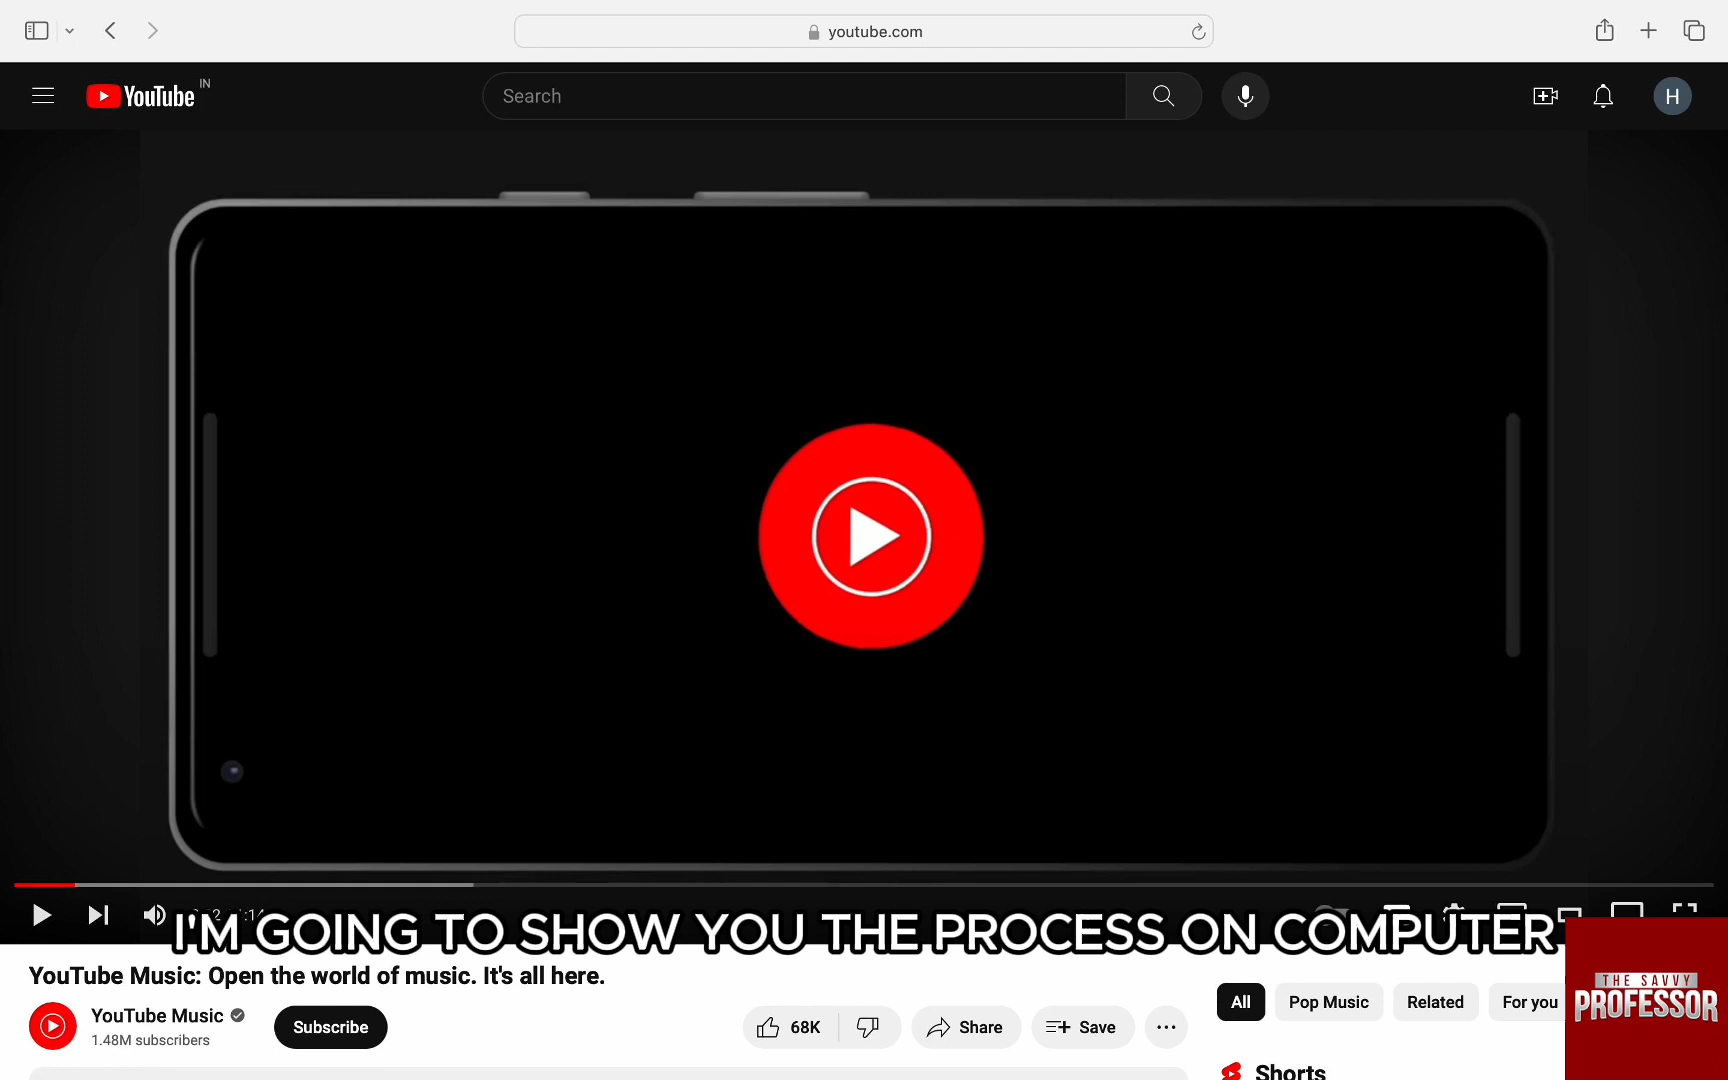 youtube.com
YouTube IN
Search
H
I'M GOING TO SHOW YOU THE PROCESS ON COMPUTER
YouTube Music: Open the world of music. It's all here.
YouTube Music
1.48M subscribers
Subscribe
68K
Share
Save
All
Pop Music
Related
For you
THE SAVVY
PROFESSOR
Shorts